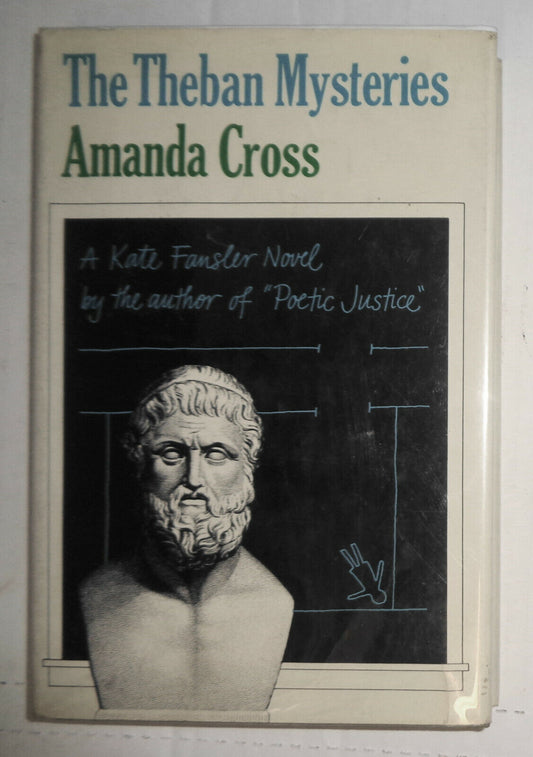 The Theban Mysteries
Amanda Cross
A Kate Fansler Novel
by the author of "Poetic Justice"